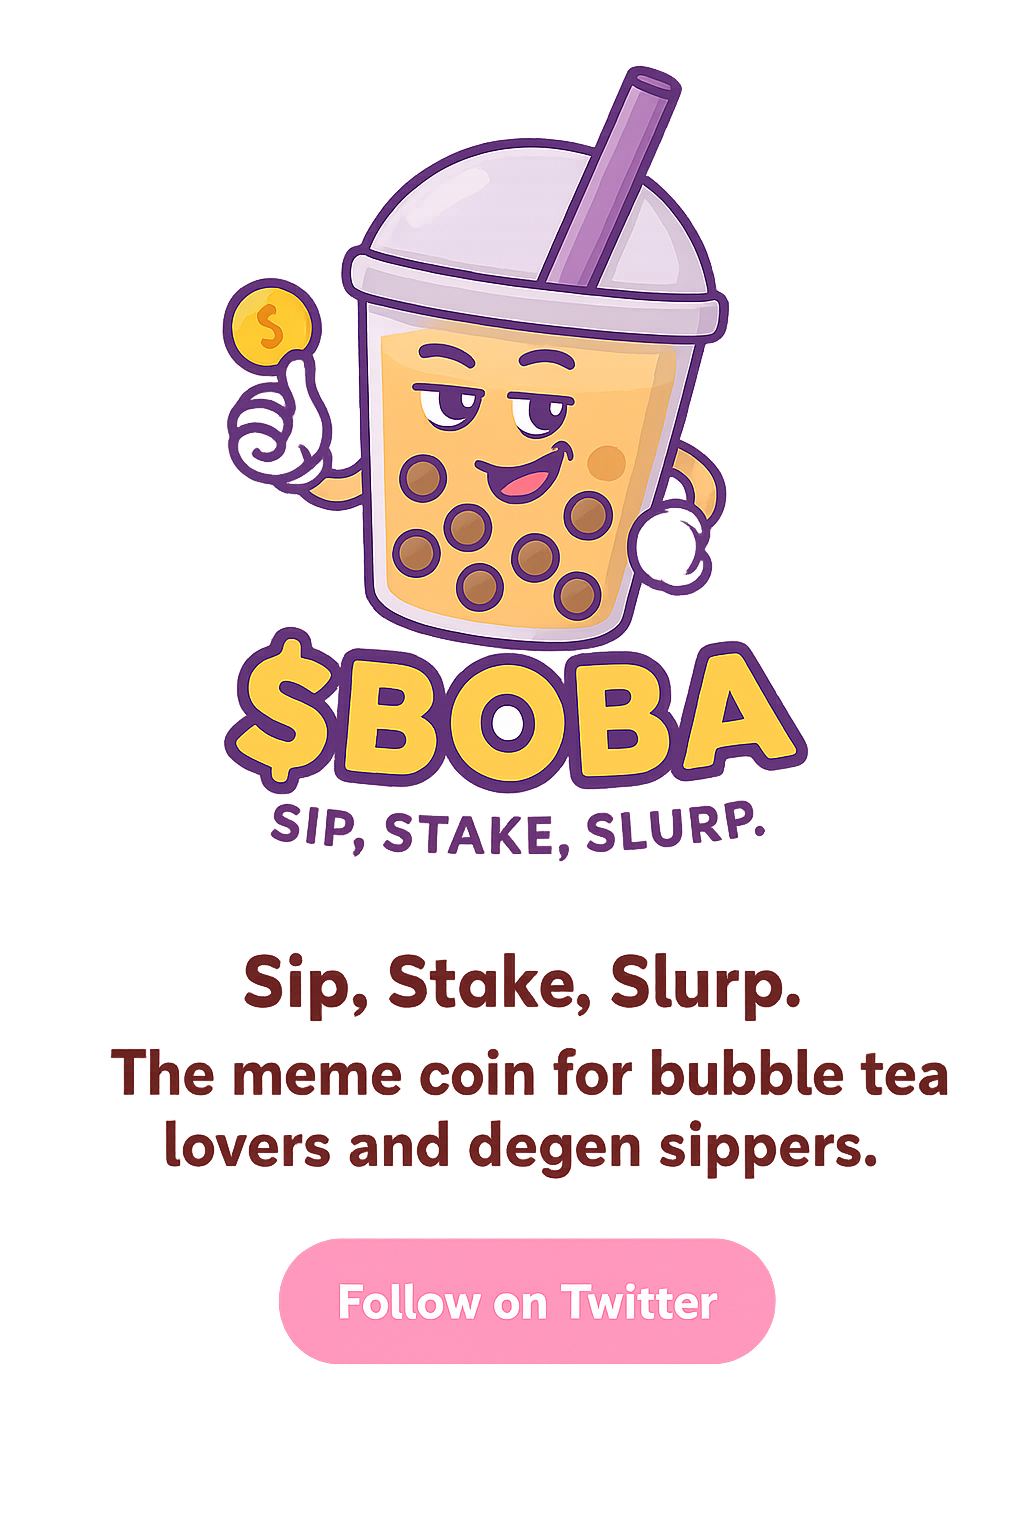 $
$BOBA
SIP, STAKE, SLURP.
Sip, Stake, Slurp.
The meme coin for bubble tea
lovers and degen sippers.
Follow on Twitter